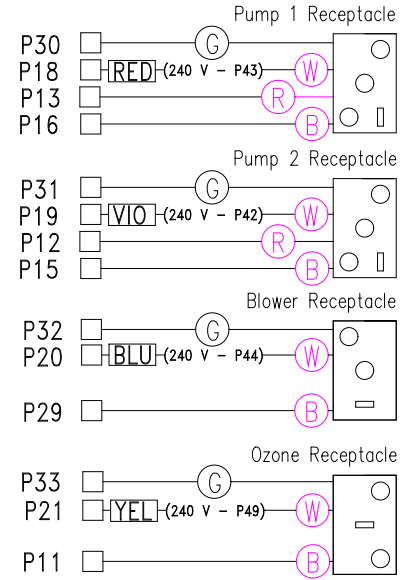 Pump 1 Receptacle
P30 G
P18 RED (240 V - P43) W
P13 R
P16 B
Pump 2 Receptacle
P31 G
P19 VIO (240 V - P42) W
P12 R
P15 B
Blower Receptacle
P32 G
P20 BLU (240 V - P44) W
P29 B
Ozone Receptacle
P33 G
P21 YEL (240 V - P49) W
P11 B